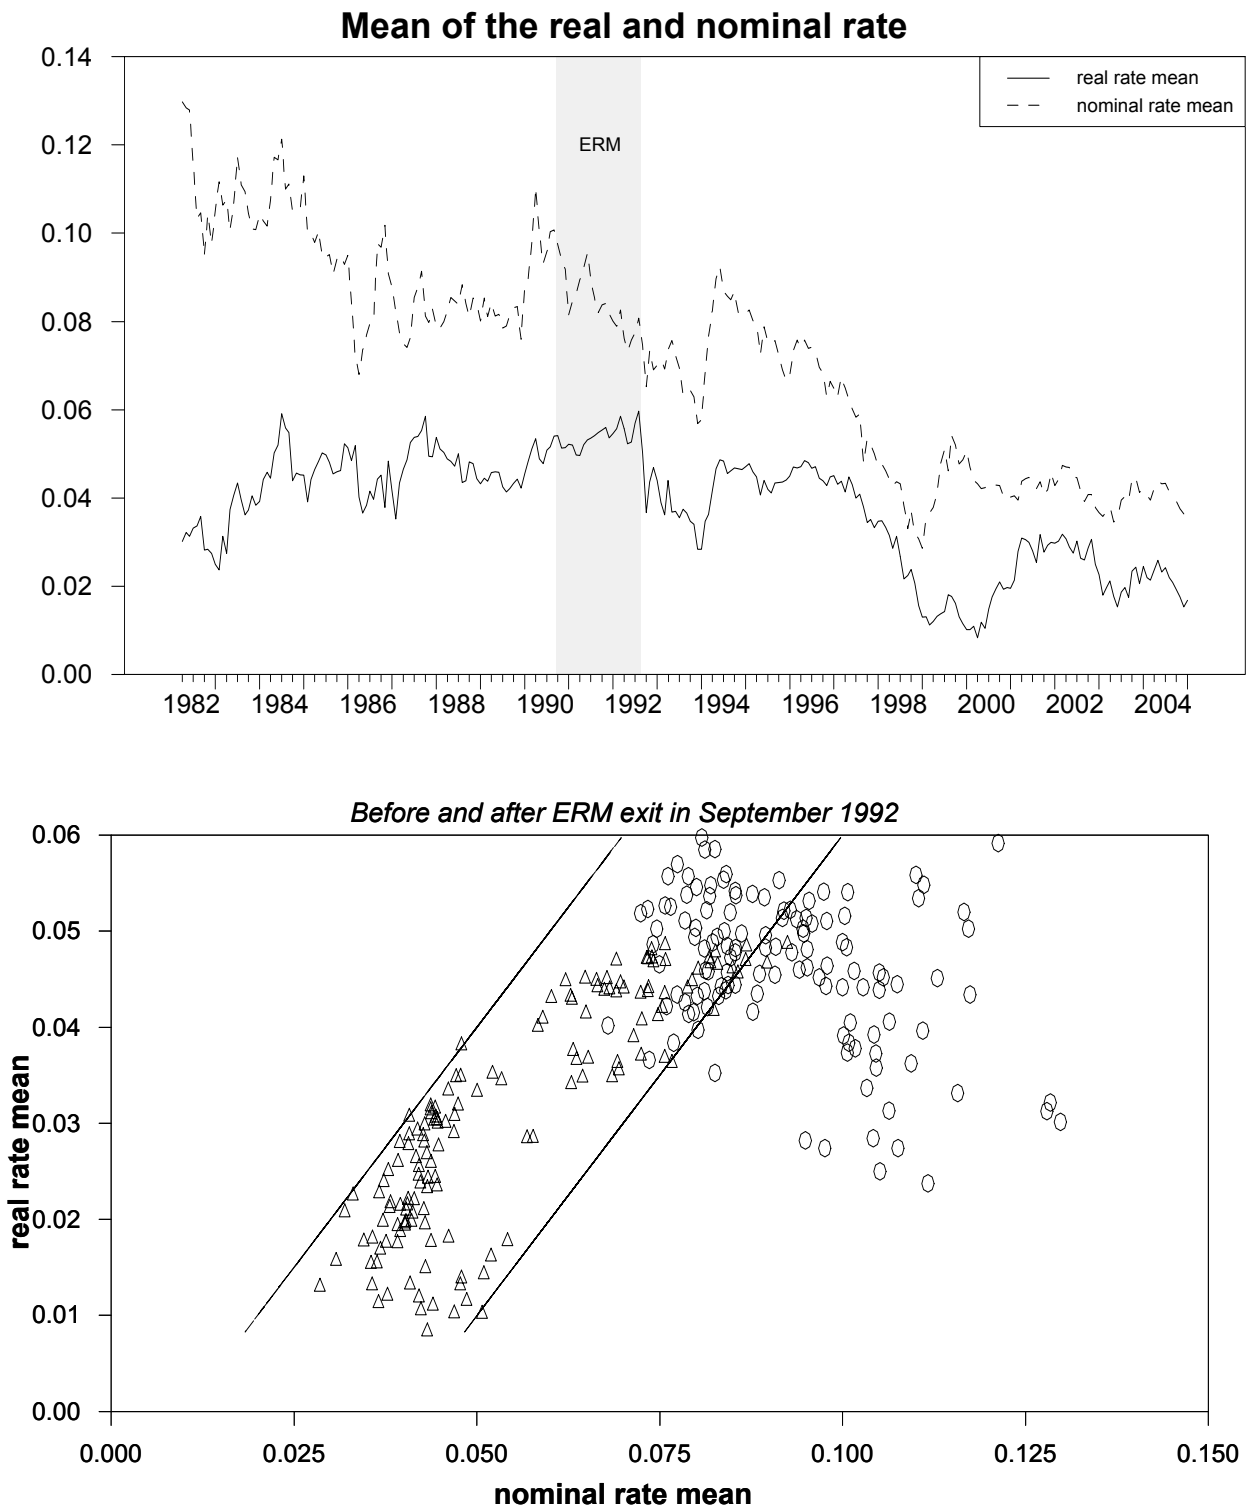 Mean of the real and nominal rate
0.14
real rate mean
nominal rate mean
0.12
ERM
0.10
0.08
0.06
0.04
0.02
0.00
1982 1984 1986 1988 1990 1992 1994 1996 1998 2000 2002 2004
Before and after ERM exit in September 1992
0.06
0.05
0.04
0.03
0.02
0.01
0.00
real rate mean
0.000 0.025 0.050 0.075 0.100 0.125 0.150
nominal rate mean